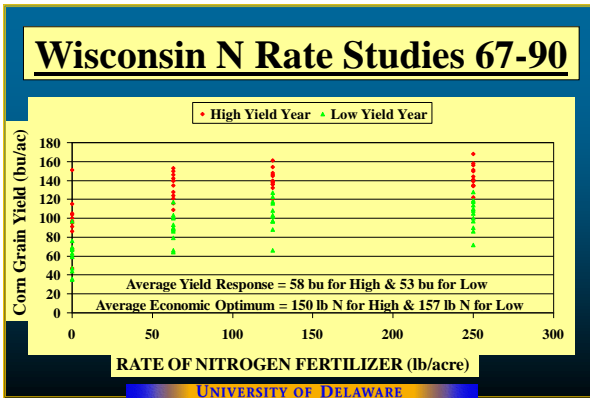 Wisconsin N Rate Studies 67-90
High Yield Year Low Yield Year
Corn Grain Yield (bu/ac)
180
160
140
120
100
80
60
40
20
0
Average Yield Response = 58 bu for High & 53 bu for Low
Average Economic Optimum = 150 lb N for High & 157 lb N for Low
0 50 100 150 200 250 300
RATE OF NITROGEN FERTILIZER (lb/acre)
UNIVERSITY OF DELAWARE